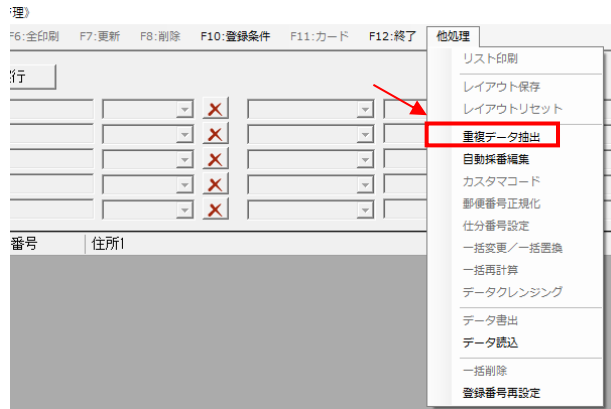 理》
F6:全印刷 F7:更新 F8:削除 F10:登録条件 F11:カード F12:終了 他処理
行
リスト印刷
レイアウト保存
レイアウトリセット
重複データ抽出
自動採番編集
カスタマコード
郵便番号正規化
仕分番号設定
一括変更／一括置換
一括再計算
データクレンジング
データ書出
データ読込
一括削除
登録番号再設定
番号 住所1